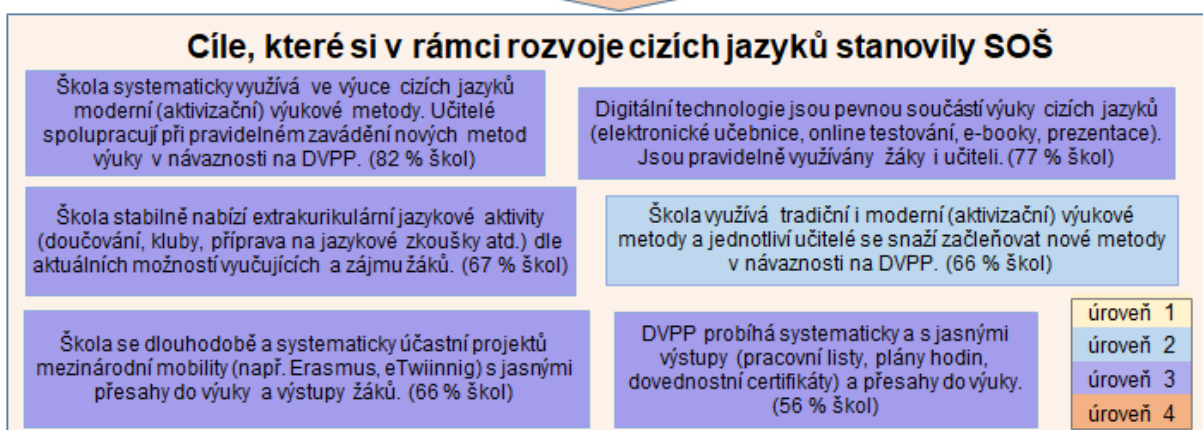 Cíle, které si v rámci rozvoje cizích jazyků stanovily SOŠ
Škola systematicky využívá ve výuce cizích jazyků
moderní (aktivizační) výukové metody. Učitelé
spolupracují při pravidelném zavádění nových metod
výuky v návaznosti na DVPP. (82 % škol)
Digitální technologie jsou pevnou součástí výuky cizích jazyků
(elektronické učebnice, online testování, e-booky, prezentace).
Jsou pravidelně využívány žáky i učiteli. (77 % škol)
Škola stabilně nabízí extrakurikulární jazykové aktivity
(doučování, kluby, příprava na jazykové zkoušky atd.) dle
aktuálních možností vyučujících a zájmu žáků. (67 % škol)
Škola využívá tradiční i moderní (aktivizační) výukové
metody a jednotliví učitelé se snaží začleňovat nové metody
v návaznosti na DVPP. (66 % škol)
Škola se dlouhodobě a systematicky účastní projektů
mezinárodní mobility (např. Erasmus, eTwiinnig) s jasnými
přesahy do výuky a výstupy žáků. (66 % škol)
DVPP probíhá systematicky a s jasnými
výstupy (pracovní listy, plány hodin,
dovednostní certifikáty) a přesahy do výuky.
(56 % škol)
úroveň 1
úroveň 2
úroveň 3
úroveň 4